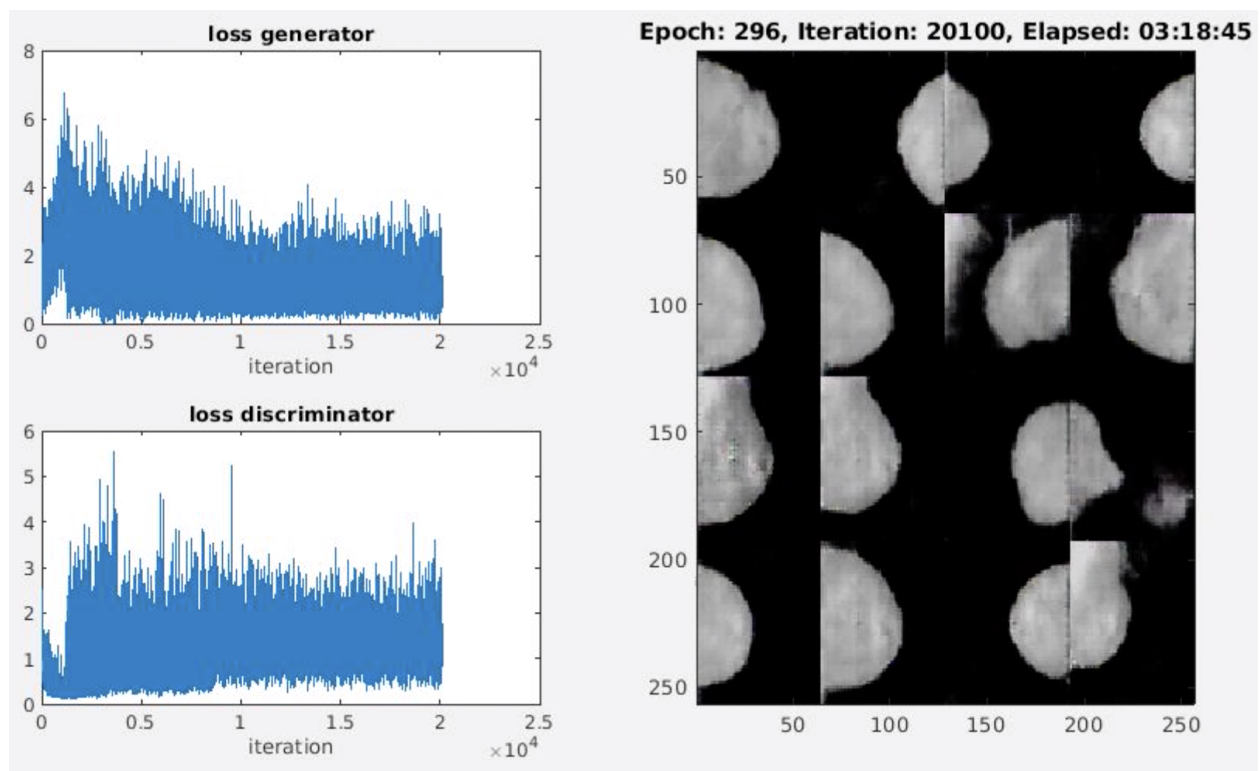 loss generator
8
6
4
2
0
0 0.5 1 1.5 2 2.5
iteration
×10⁴
loss discriminator
6
5
4
3
2
1
0
0 0.5 1 1.5 2 2.5
iteration
×10⁴
Epoch: 296, Iteration: 20100, Elapsed: 03:18:45
50
100
150
200
250
50 100 150 200 250